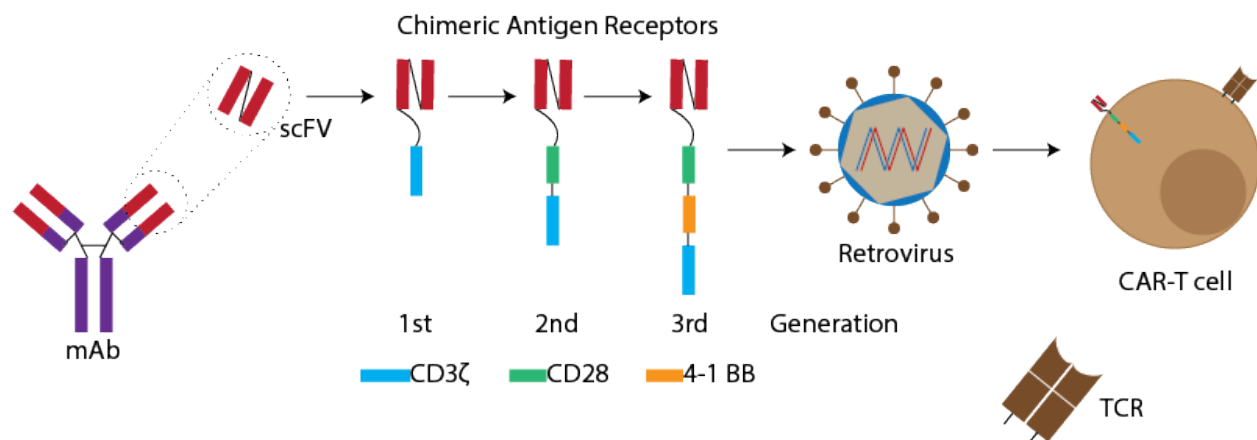 Chimeric Antigen Receptors
scFV
Retrovirus
CAR-T cell
mAb
1st 2nd 3rd Generation
CD3ζ CD28 4-1 BB
TCR